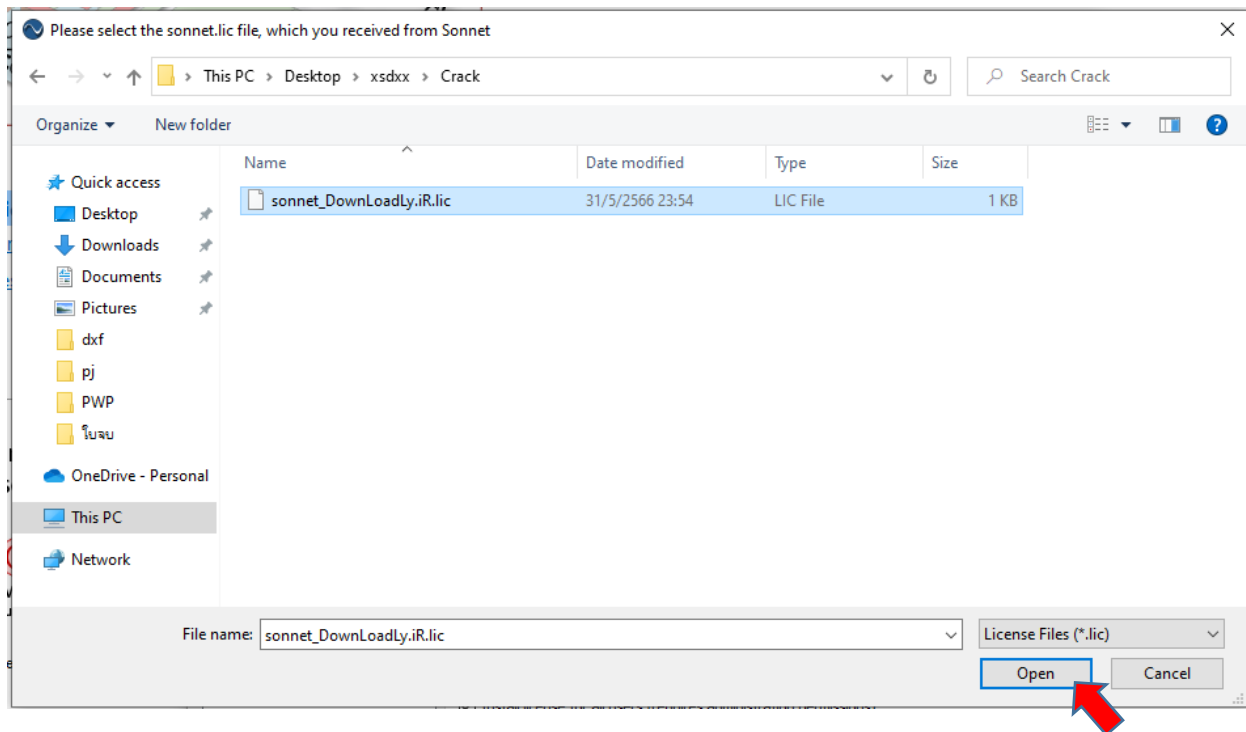 Please select the sonnet.lic file, which you received from Sonnet
This PC > Desktop > xsdxx > Crack
Search Crack
Organize
New folder
Name
Date modified
Type
Size
Quick access
Desktop
Downloads
Documents
Pictures
dxf
pj
PWP
ใบจบ
OneDrive - Personal
This PC
Network
sonnet_DownLoadLy.iR.lic
31/5/2566 23:54
LIC File
1 KB
File name:
sonnet_DownLoadLy.iR.lic
License Files (*.lic)
Open
Cancel